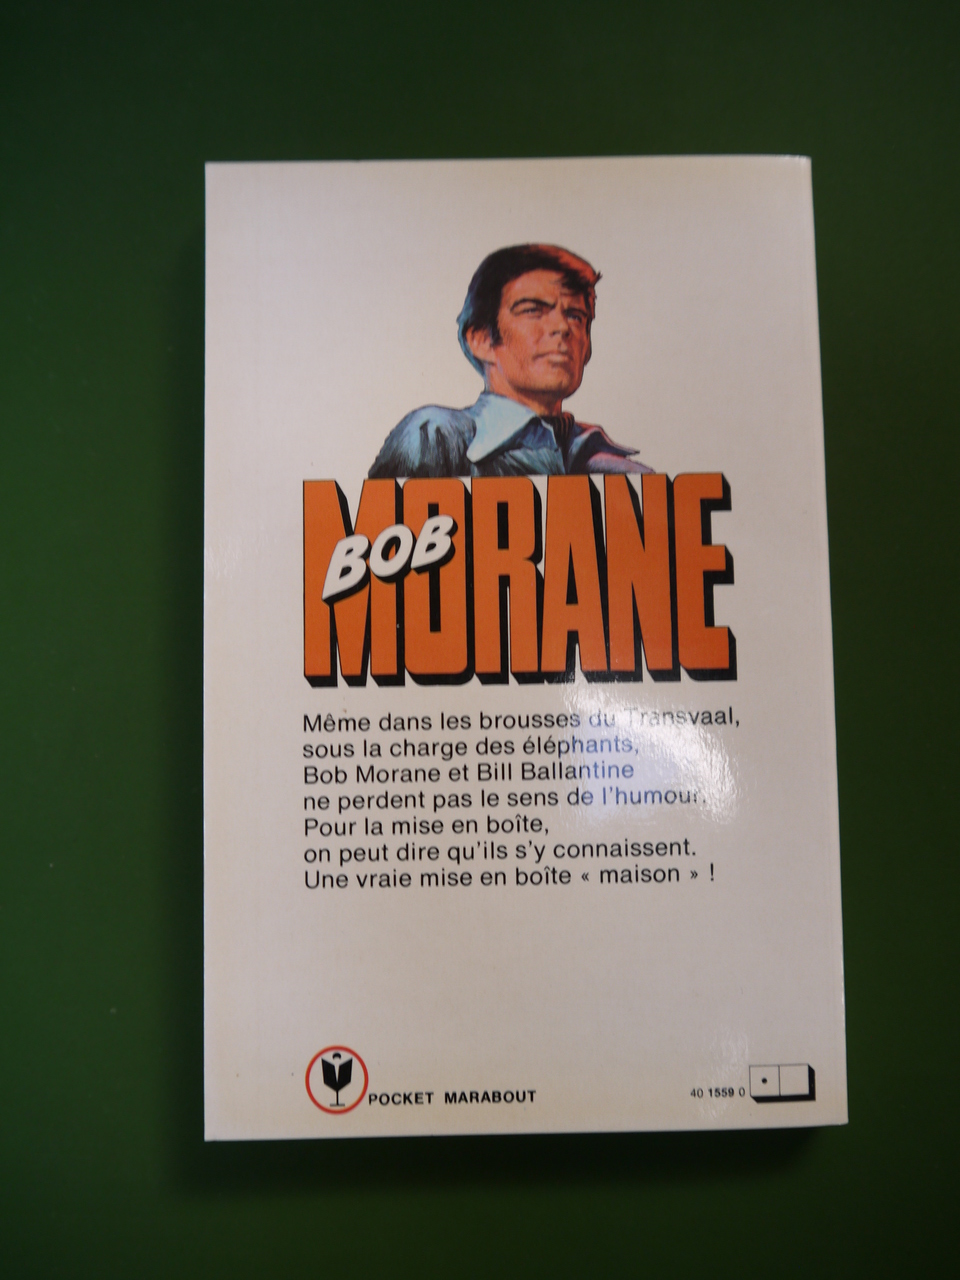 BOB
MORANE
Même dans les brousses du Transvaal,
sous la charge des éléphants,
Bob Morane et Bill Ballantine
ne perdent pas le sens de l'humour.
Pour la mise en boîte,
on peut dire qu'ils s'y connaissent.
Une vraie mise en boîte « maison » !
POCKET MARABOUT
40 1559 0